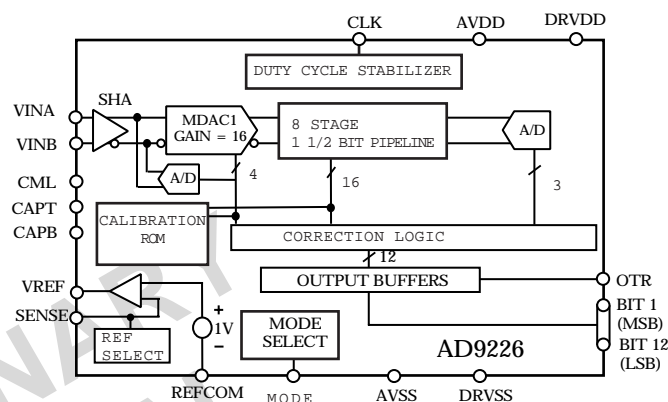 CLK
AVDD
DRVDD
DUTY CYCLE STABILIZER
SHA
VINA
VINB
MDAC1
GAIN = 16
8 STAGE
1 1/2 BIT PIPELINE
A/D
A/D
4
16
3
CML
CAPT
CAPB
CALIBRATION
ROM
CORRECTION LOGIC
12
OUTPUT BUFFERS
OTR
VREF
SENSE
+
1V
−
REF
SELECT
MODE
SELECT
BIT 1
(MSB)
BIT 12
(LSB)
AD9226
REFCOM
MODE
AVSS
DRVSS
NARY